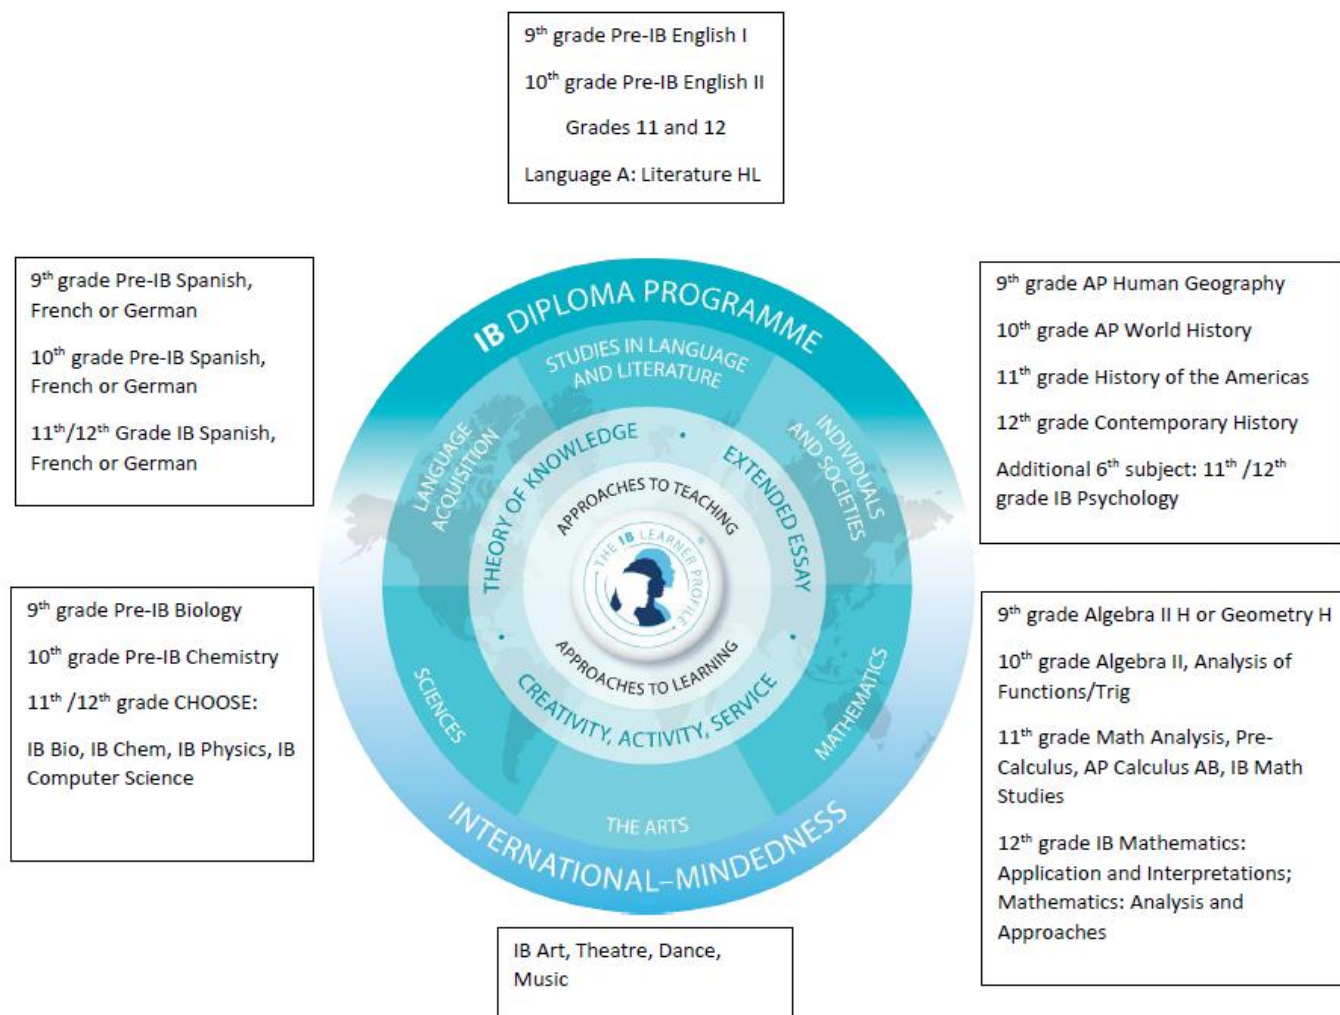 9th grade Pre-IB English I
10th grade Pre-IB English II
Grades 11 and 12
Language A: Literature HL
9th grade Pre-IB Spanish,
French or German
10th grade Pre-IB Spanish,
French or German
11th/12th Grade IB Spanish,
French or German
9th grade AP Human Geography
10th grade AP World History
11th grade History of the Americas
12th grade Contemporary History
Additional 6th subject: 11th /12th
grade IB Psychology
IB DIPLOMA PROGRAMME
STUDIES IN LANGUAGE
AND LITERATURE
LANGUAGE
ACQUISITION
INDIVIDUALS
AND SOCIETIES
THEORY OF KNOWLEDGE
EXTENDED ESSAY
APPROACHES TO TEACHING
THE IB LEARNER PROFILE
®
APPROACHES TO LEARNING
CREATIVITY, ACTIVITY, SERVICE
SCIENCES
MATHEMATICS
THE ARTS
INTERNATIONAL–MINDEDNESS
9th grade Pre-IB Biology
10th grade Pre-IB Chemistry
11th /12th grade CHOOSE:
IB Bio, IB Chem, IB Physics, IB
Computer Science
9th grade Algebra II H or Geometry H
10th grade Algebra II, Analysis of
Functions/Trig
11th grade Math Analysis, Pre-
Calculus, AP Calculus AB, IB Math
Studies
12th grade IB Mathematics:
Application and Interpretations;
Mathematics: Analysis and
Approaches
IB Art, Theatre, Dance,
Music